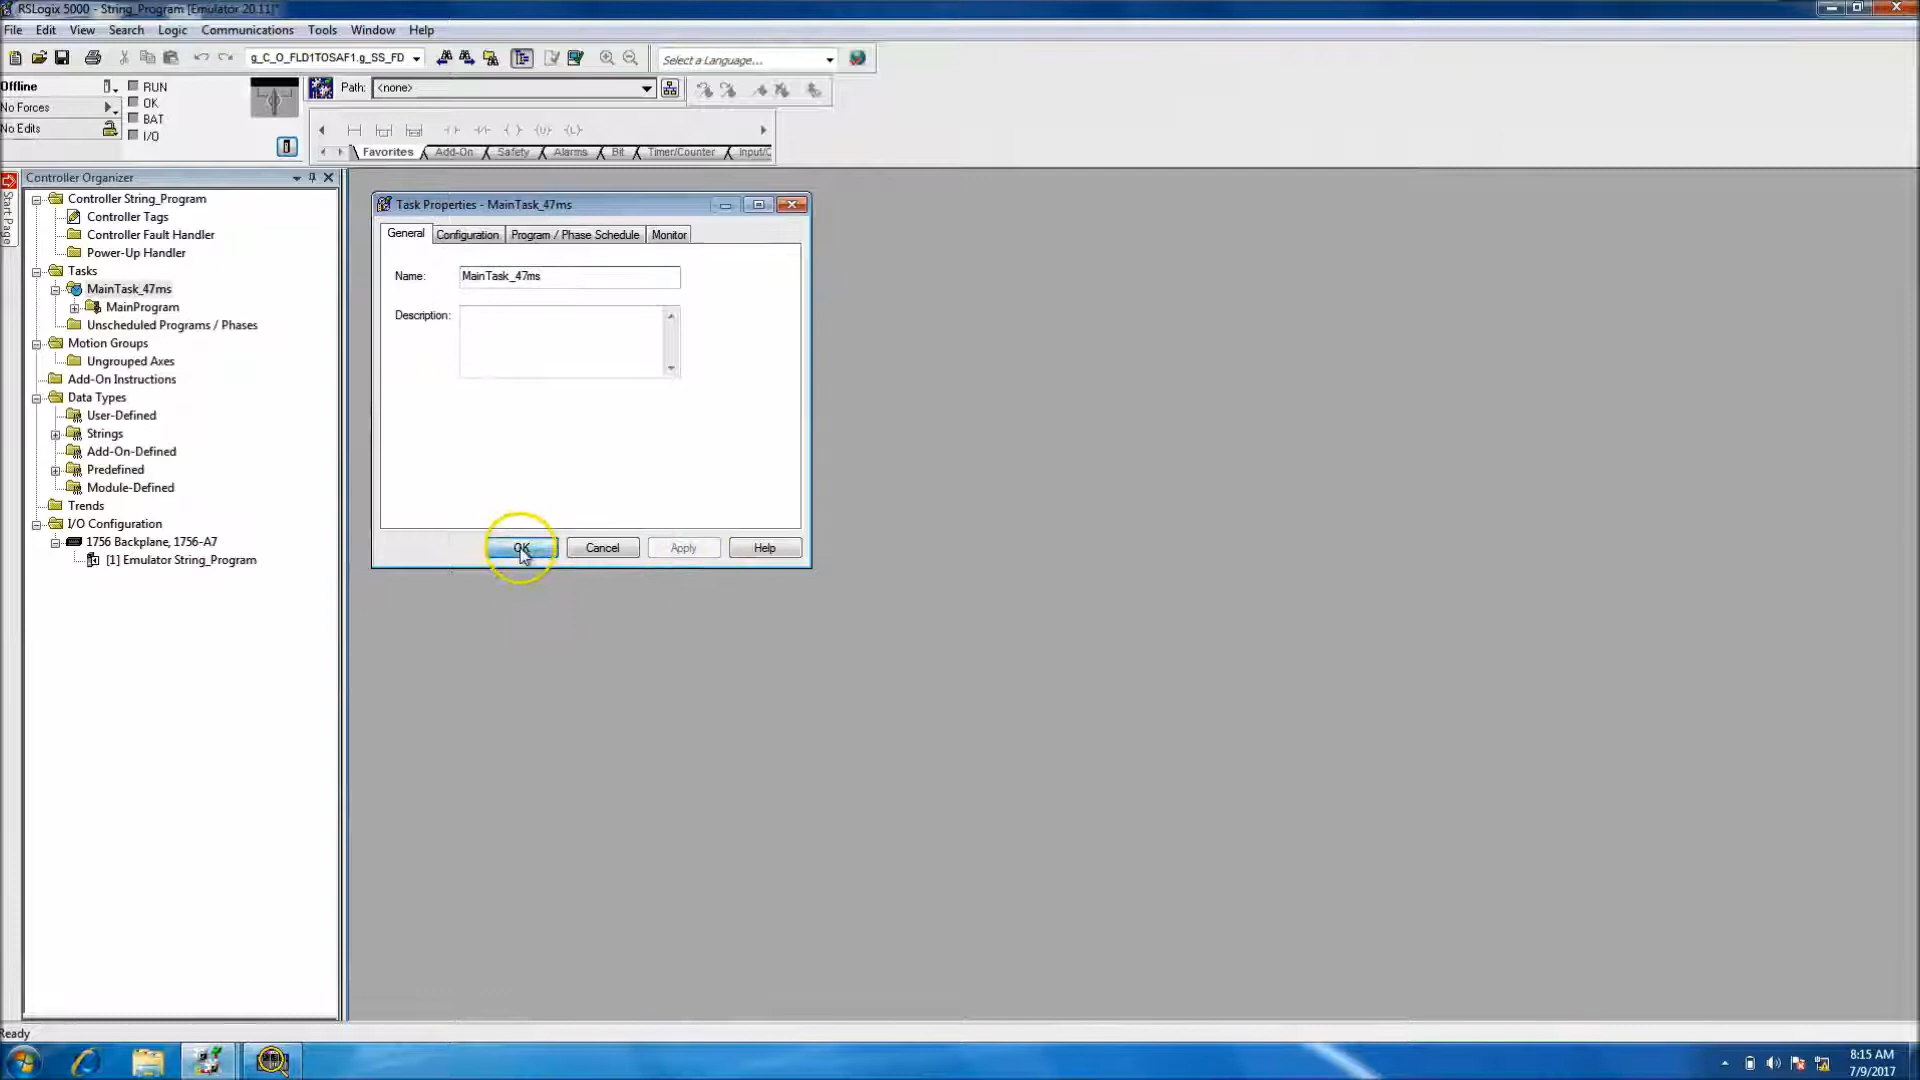 RSLogix 5000 - String_Program [Emulator 20.11]*
File Edit View Search Logic Communications Tools Window Help
g_C_O_FLD1TOSAF1.g_SS_FD
Select a Language...
Offline
RUN
Path: <none>
No Forces
OK
No Edits
BAT
I/O
Favorites Add-On Safety Alarms Bit Timer/Counter Input/C
Start Page
Controller Organizer
Controller String_Program
Controller Tags
Controller Fault Handler
Power-Up Handler
Tasks
MainTask_47ms
MainProgram
Unscheduled Programs / Phases
Motion Groups
Ungrouped Axes
Add-On Instructions
Data Types
User-Defined
Strings
Add-On-Defined
Predefined
Module-Defined
Trends
I/O Configuration
1756 Backplane, 1756-A7
[1] Emulator String_Program
Task Properties - MainTask_47ms
General Configuration Program / Phase Schedule Monitor
Name: MainTask_47ms
Description:
OK Cancel Apply Help
Ready
8:15 AM
7/9/2017